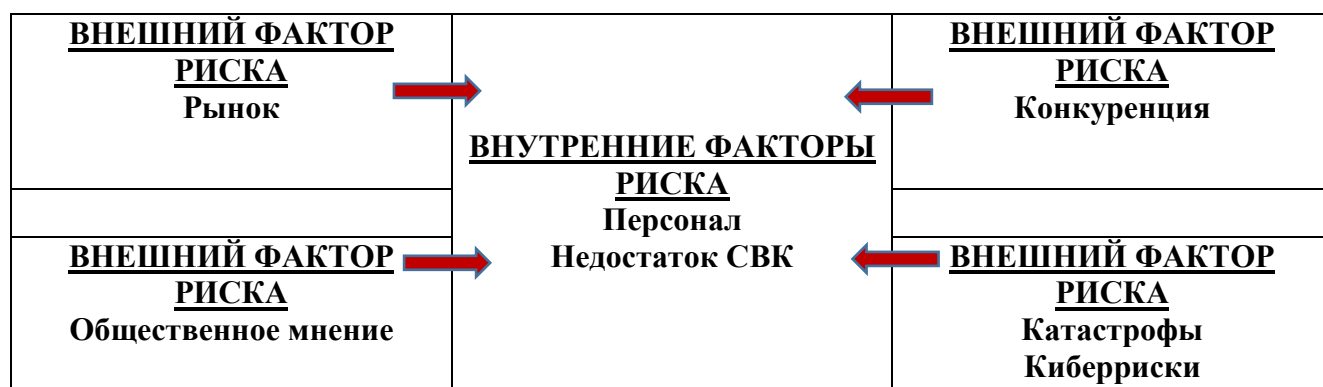 ВНЕШНИЙ ФАКТОР
РИСКА
Рынок
ВНЕШНИЙ ФАКТОР
РИСКА
Общественное мнение
ВНУТРЕННИЕ ФАКТОРЫ
РИСКА
Персонал
Недостаток СВК
ВНЕШНИЙ ФАКТОР
РИСКА
Конкуренция
ВНЕШНИЙ ФАКТОР
РИСКА
Катастрофы
Киберриски